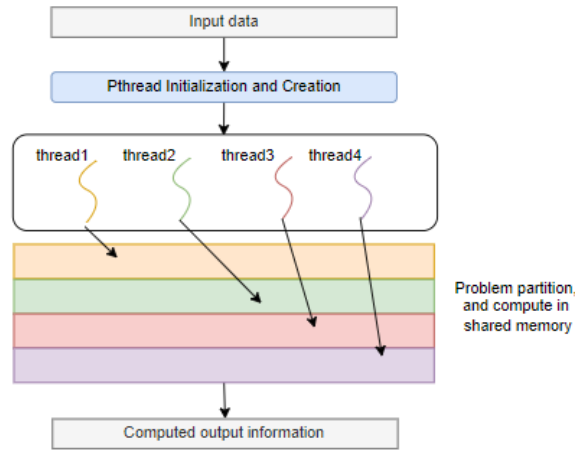 Input data
Pthread Initialization and Creation
thread1 thread2 thread3 thread4
Problem partition,
and compute in
shared memory
Computed output information